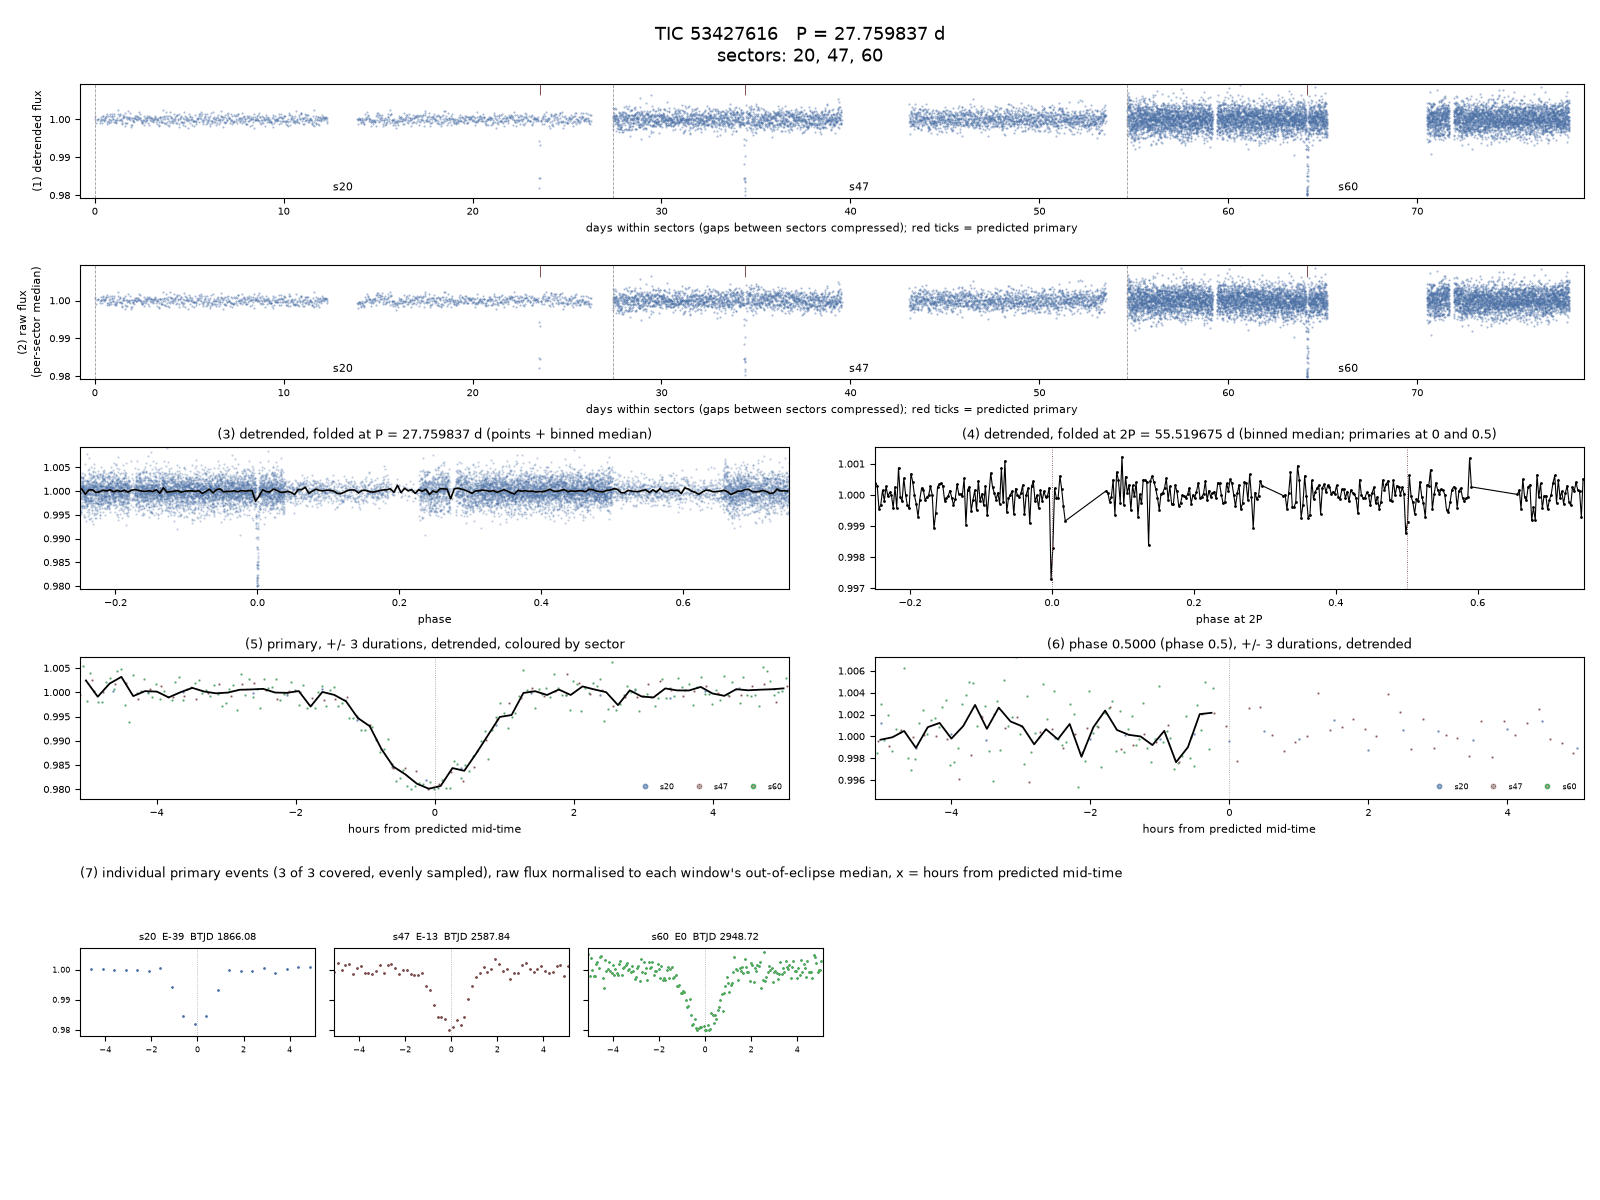 TIC 53427616   P = 27.759837 d
sectors: 20, 47, 60
(1) detrended flux
1.00
0.99
0.98
s20
s47
s60
0
10
20
30
40
50
60
70
days within sectors (gaps between sectors compressed); red ticks = predicted primary
(2) raw flux
(per-sector median)
1.00
0.99
0.98
s20
s47
s60
0
10
20
30
40
50
60
70
days within sectors (gaps between sectors compressed); red ticks = predicted primary
(3) detrended, folded at P = 27.759837 d (points + binned median)
1.005
1.000
0.995
0.990
0.985
0.980
−0.2
0.0
0.2
0.4
0.6
phase
(4) detrended, folded at 2P = 55.519675 d (binned median; primaries at 0 and 0.5)
1.001
1.000
0.999
0.998
0.997
−0.2
0.0
0.2
0.4
0.6
phase at 2P
(5) primary, +/- 3 durations, detrended, coloured by sector
1.005
1.000
0.995
0.990
0.985
0.980
s20
s47
s60
−4
−2
0
2
4
hours from predicted mid-time
(6) phase 0.5000 (phase 0.5), +/- 3 durations, detrended
1.006
1.004
1.002
1.000
0.998
0.996
s20
s47
s60
−4
−2
0
2
4
hours from predicted mid-time
(7) individual primary events (3 of 3 covered, evenly sampled), raw flux normalised to each window's out-of-eclipse median, x = hours from predicted mid-time
s20  E-39  BTJD 1866.08
1.00
0.99
0.98
−4
−2
0
2
4
s47  E-13  BTJD 2587.84
−4
−2
0
2
4
s60  E0  BTJD 2948.72
−4
−2
0
2
4